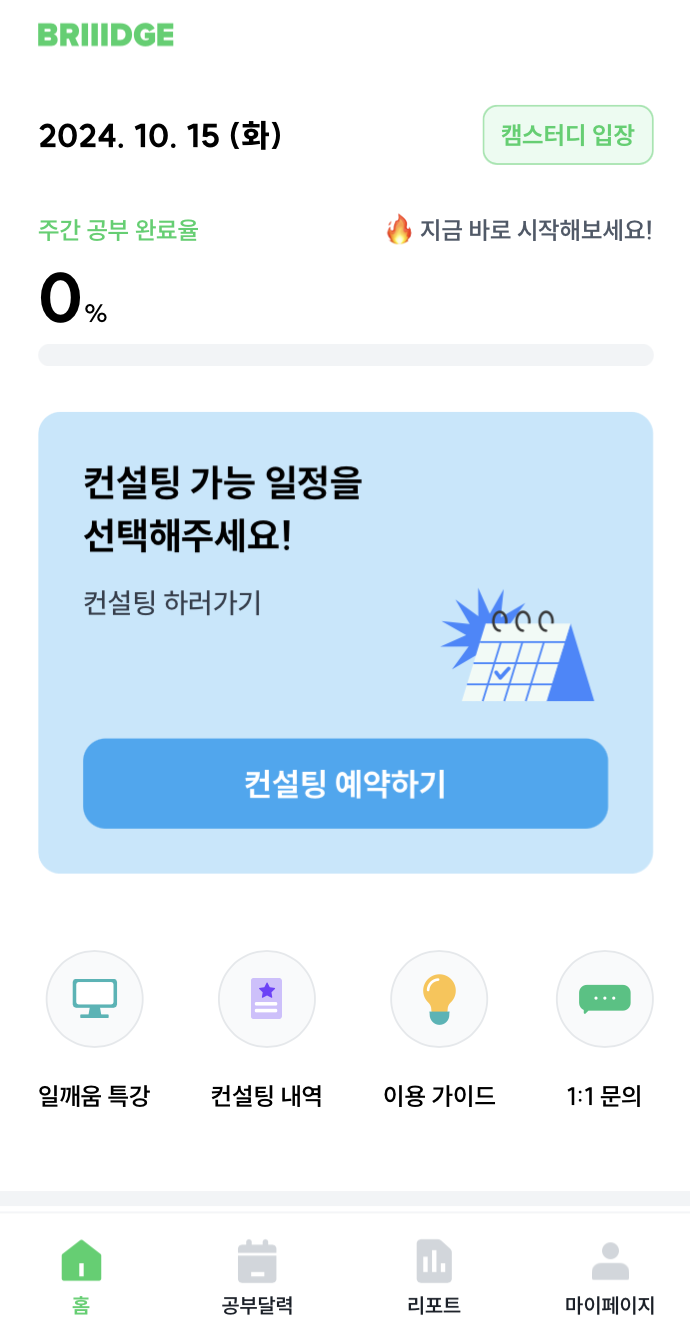 BRIIIDGE
2024. 10. 15 (화)
캠스터디 입장
주간 공부 완료율
🔥 지금 바로 시작해보세요!
0%
컨설팅 가능 일정을
선택해주세요!
컨설팅 하러가기
컨설팅 예약하기
일깨움 특강
컨설팅 내역
이용 가이드
1:1 문의
홈
공부달력
리포트
마이페이지